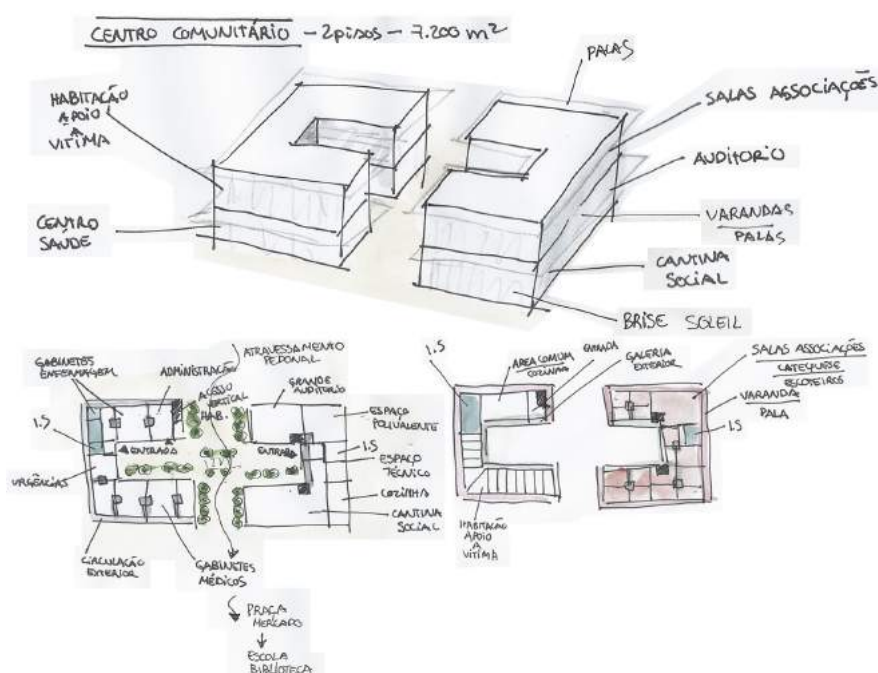 CENTRO COMUNITÁRIO – 2pisos – 7.200 m²
PALAS
HABITAÇÃO
APOIO
A
VITIMA
SALAS ASSOCIAÇÕES
AUDITORIO
CENTRO
SAÚDE
VARANDAS
PALAS
CANTINA
SOCIAL
BRISE SOLEIL
GABINETES
ENFERMAGEM
ADMINISTRAÇÃO
ATRAVESSAMENTO
PEDONAL
ACESSO
VERTICAL
HAB.
GRANDE
AUDITORIO
ESPAÇO
POLIVALENTE
I.S
ENTRADA
ENTRADA
I.S
ESPAÇO
TÉCNICO
URGÊNCIAS
COZINHA
CANTINA
SOCIAL
CIRCULAÇÃO
EXTERIOR
GABINETES
MÉDICOS
PRAÇA
MERCADO
ESCOLA
BIBLIOTECA
I.S
AREA COMUM
COZINHA
GALERIA
EXTERIOR
SALAS ASSOCIAÇÕES
CATEQUESE
ESCOTEIROS
VARANDA
PALA
I.S
HABITAÇÃO
APOIO
A
VITIMA